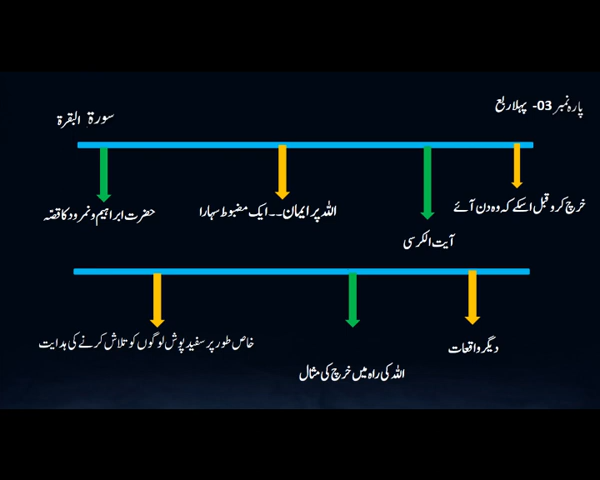 پارہ نمبر 03- پہلا ربع
سورۃ البقرۃ
خرچ کرو قبل اسکے کہ وہ دن آئے
آیت الکرسی
اللہ پر ایمان۔۔ ایک مضبوط سہارا
حضرت ابراہیم و نمرود کا قصّہ
دیگر واقعات
اللہ کی راہ میں خرچ کی مثال
خاص طور پر سفید پوش لوگوں کو تلاش کرنے کی ہدایت